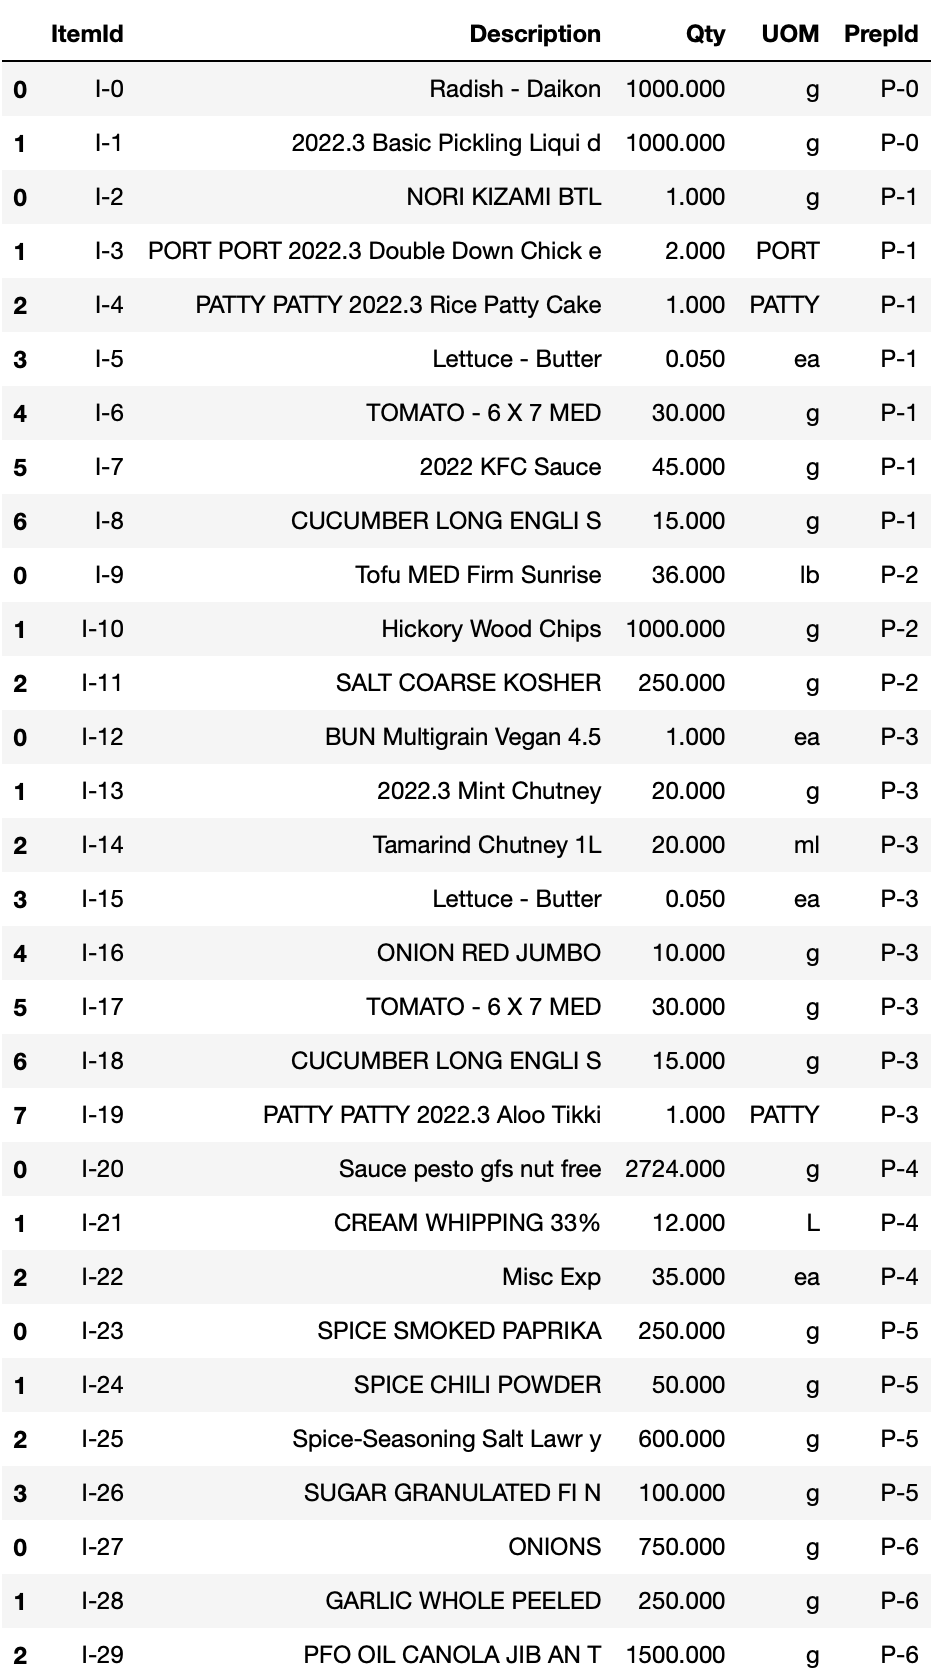 ItemId Description Qty UOM PrepId
0 I-0 Radish - Daikon 1000.000 g P-0
1 I-1 2022.3 Basic Pickling Liqui d 1000.000 g P-0
0 I-2 NORI KIZAMI BTL 1.000 g P-1
1 I-3 PORT PORT 2022.3 Double Down Chick e 2.000 PORT P-1
2 I-4 PATTY PATTY 2022.3 Rice Patty Cake 1.000 PATTY P-1
3 I-5 Lettuce - Butter 0.050 ea P-1
4 I-6 TOMATO - 6 X 7 MED 30.000 g P-1
5 I-7 2022 KFC Sauce 45.000 g P-1
6 I-8 CUCUMBER LONG ENGLI S 15.000 g P-1
0 I-9 Tofu MED Firm Sunrise 36.000 lb P-2
1 I-10 Hickory Wood Chips 1000.000 g P-2
2 I-11 SALT COARSE KOSHER 250.000 g P-2
0 I-12 BUN Multigrain Vegan 4.5 1.000 ea P-3
1 I-13 2022.3 Mint Chutney 20.000 g P-3
2 I-14 Tamarind Chutney 1L 20.000 ml P-3
3 I-15 Lettuce - Butter 0.050 ea P-3
4 I-16 ONION RED JUMBO 10.000 g P-3
5 I-17 TOMATO - 6 X 7 MED 30.000 g P-3
6 I-18 CUCUMBER LONG ENGLI S 15.000 g P-3
7 I-19 PATTY PATTY 2022.3 Aloo Tikki 1.000 PATTY P-3
0 I-20 Sauce pesto gfs nut free 2724.000 g P-4
1 I-21 CREAM WHIPPING 33% 12.000 L P-4
2 I-22 Misc Exp 35.000 ea P-4
0 I-23 SPICE SMOKED PAPRIKA 250.000 g P-5
1 I-24 SPICE CHILI POWDER 50.000 g P-5
2 I-25 Spice-Seasoning Salt Lawr y 600.000 g P-5
3 I-26 SUGAR GRANULATED FI N 100.000 g P-5
0 I-27 ONIONS 750.000 g P-6
1 I-28 GARLIC WHOLE PEELED 250.000 g P-6
2 I-29 PFO OIL CANOLA JIB AN T 1500.000 g P-6